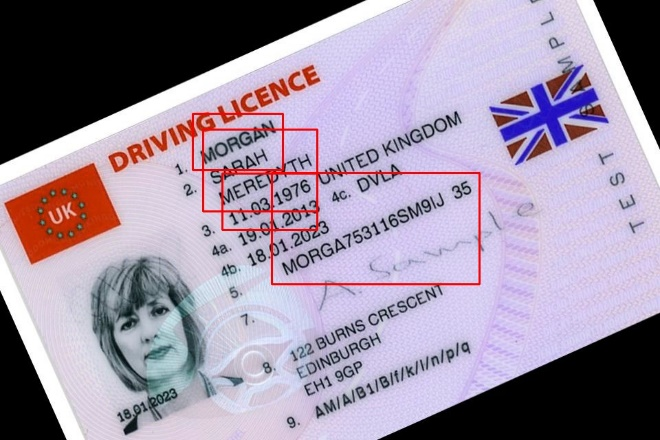 DRIVING LICENCE
UK
1. MORGAN
2. SARAH
MEREDYTH
3. 11.03.1976 UNITED KINGDOM
4a. 19.01.2013 4c. DVLA
4b. 18.01.2023
5. MORGA753116SM9IJ 35
7. A. Sample
8. 122 BURNS CRESCENT
EDINBURGH
EH1 9GP
9. AM/A/B1/B/f/k/l/n/p/q
18.01.2023
TEST SAMPLE